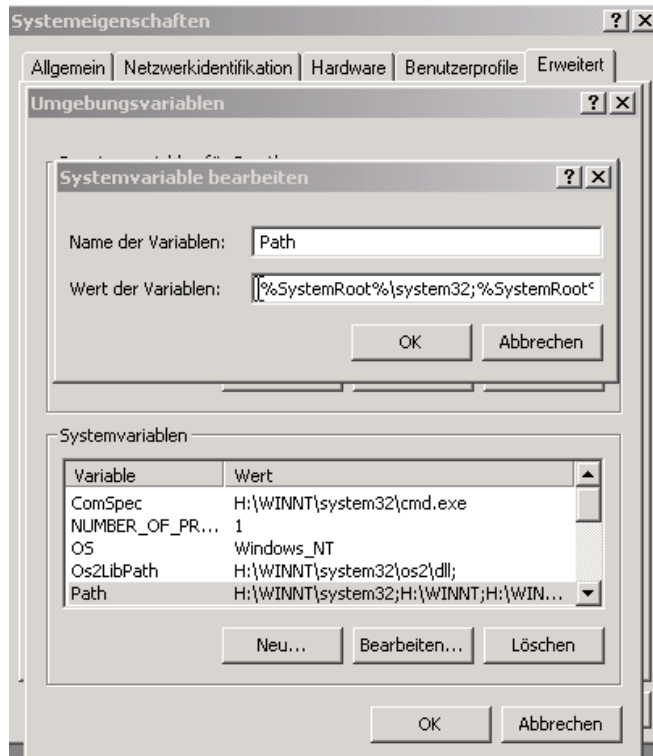 Systemeigenschaften
Allgemein Netzwerkidentifikation Hardware Benutzerprofile Erweitert
Umgebungsvariablen
Systemvariable bearbeiten
Name der Variablen: Path
Wert der Variablen: %SystemRoot%\system32;%SystemRoot%
OK Abbrechen
Systemvariablen
Variable Wert
ComSpec H:\WINNT\system32\cmd.exe
NUMBER_OF_PR... 1
OS Windows_NT
Os2LibPath H:\WINNT\system32\os2\dll;
Path H:\WINNT\system32;H:\WINNT;H:\WIN...
Neu... Bearbeiten... Löschen
OK Abbrechen